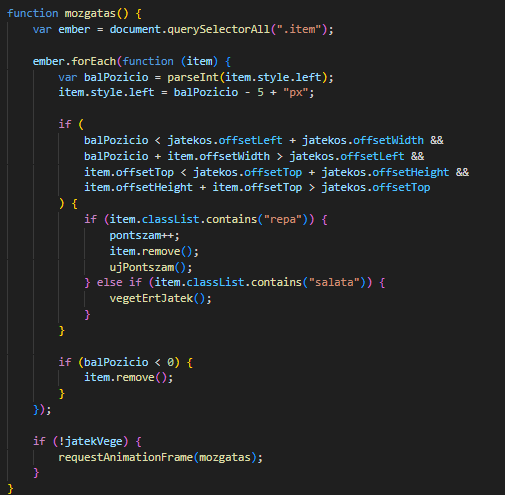 function mozgatas() {
    var ember = document.querySelectorAll(".item");

    ember.forEach(function (item) {
        var balPozicio = parseInt(item.style.left);
        item.style.left = balPozicio - 5 + "px";

        if (
            balPozicio < jatekos.offsetLeft + jatekos.offsetWidth &&
            balPozicio + item.offsetWidth > jatekos.offsetLeft &&
            item.offsetTop < jatekos.offsetTop + jatekos.offsetHeight &&
            item.offsetHeight + item.offsetTop > jatekos.offsetTop
        ) {
            if (item.classList.contains("repa")) {
                pontszam++;
                item.remove();
                ujPontszam();
            } else if (item.classList.contains("salata")) {
                vegetErtJatek();
            }
        }

        if (balPozicio < 0) {
            item.remove();
        }
    });

    if (!jatekVege) {
        requestAnimationFrame(mozgatas);
    }
}